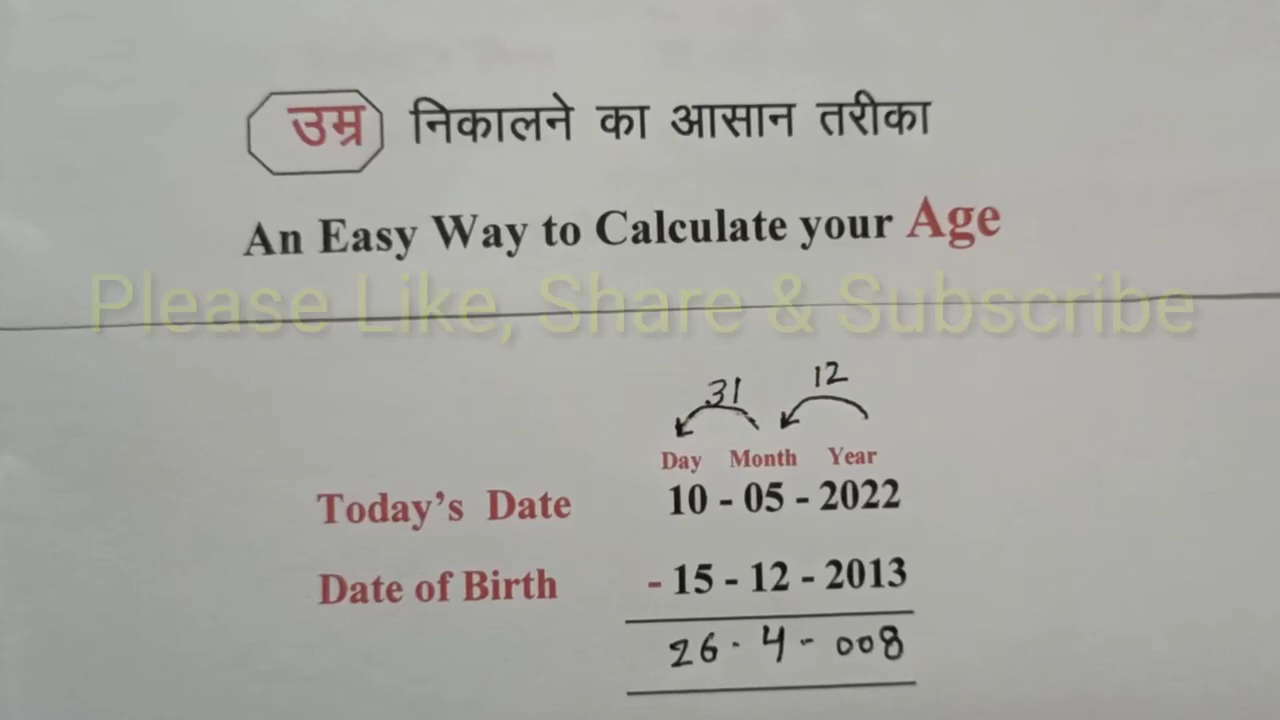 उम्र निकालने का आसान तरीका
An Easy Way to Calculate your Age
Please Like, Share & Subscribe
31 12
Day Month Year
Today's Date 10 - 05 - 2022
Date of Birth - 15 - 12 - 2013
26 · 4 - 008